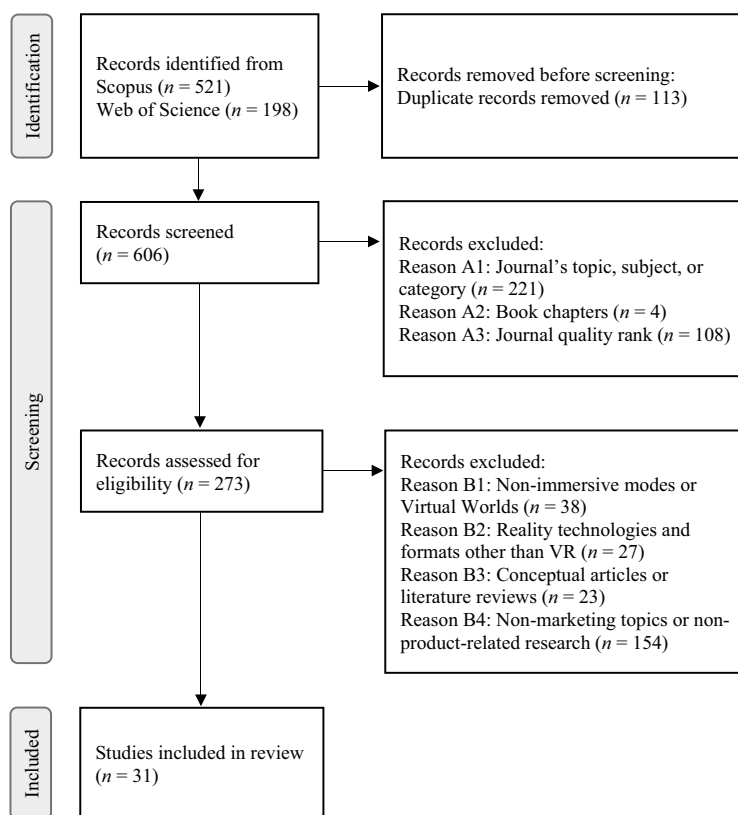 Identification
Records identified from
Scopus (n = 521)
Web of Science (n = 198)
Records removed before screening:
Duplicate records removed (n = 113)
Screening
Records screened
(n = 606)
Records excluded:
Reason A1: Journal’s topic, subject, or
category (n = 221)
Reason A2: Book chapters (n = 4)
Reason A3: Journal quality rank (n = 108)
Records assessed for
eligibility (n = 273)
Records excluded:
Reason B1: Non-immersive modes or
Virtual Worlds (n = 38)
Reason B2: Reality technologies and
formats other than VR (n = 27)
Reason B3: Conceptual articles or
literature reviews (n = 23)
Reason B4: Non-marketing topics or non-
product-related research (n = 154)
Included
Studies included in review
(n = 31)